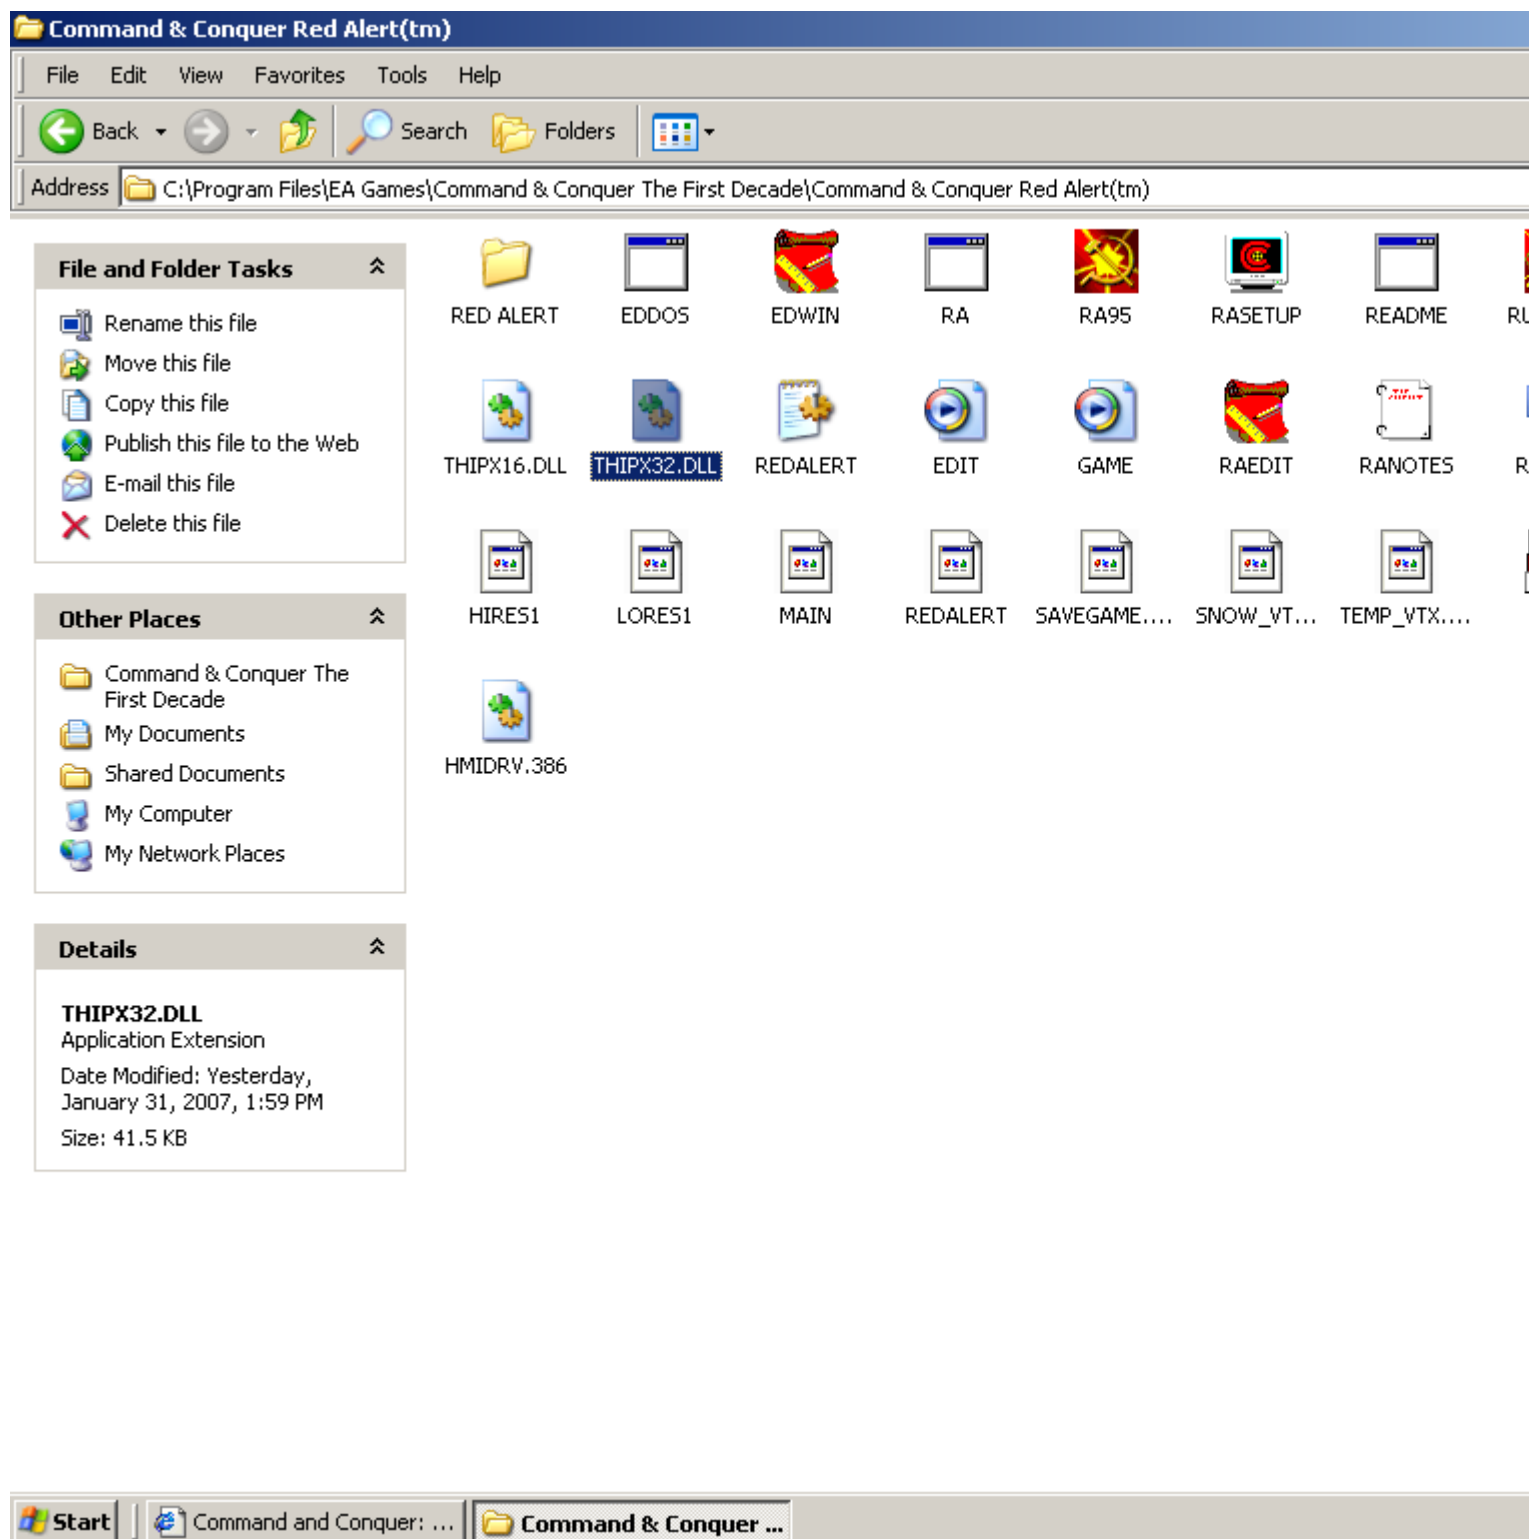 Command & Conquer Red Alert(tm)
File Edit View Favorites Tools Help
Back Search Folders
Address C:\Program Files\EA Games\Command & Conquer The First Decade\Command & Conquer Red Alert(tm)
File and Folder Tasks
Rename this file
Move this file
Copy this file
Publish this file to the Web
E-mail this file
Delete this file
Other Places
Command & Conquer The
First Decade
My Documents
Shared Documents
My Computer
My Network Places
Details
THIPX32.DLL
Application Extension
Date Modified: Yesterday,
January 31, 2007, 1:59 PM
Size: 41.5 KB
RED ALERT EDDOS EDWIN RA RA95 RASETUP README RU
THIPX16.DLL THIPX32.DLL REDALERT EDIT GAME RAEDIT RANOTES R
HIRES1 LORES1 MAIN REDALERT SAVEGAME.... SNOW_VT... TEMP_VTX....
HMIDRV.386
Start Command and Conquer: ... Command & Conquer ...